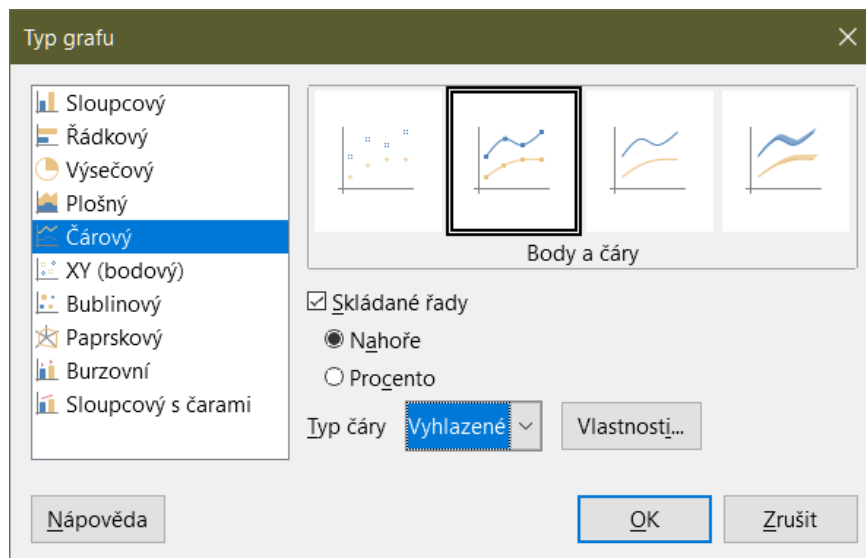 Typ grafu
Sloupcový
Řádkový
Výsečový
Plošný
Čárový
XY (bodový)
Bublinový
Paprskový
Burzovní
Sloupcový s čarami
Body a čáry
Skládané řady
Nahoře
Procento
Typ čáry Vyhlazené Vlastnosti...
Nápověda OK Zrušit